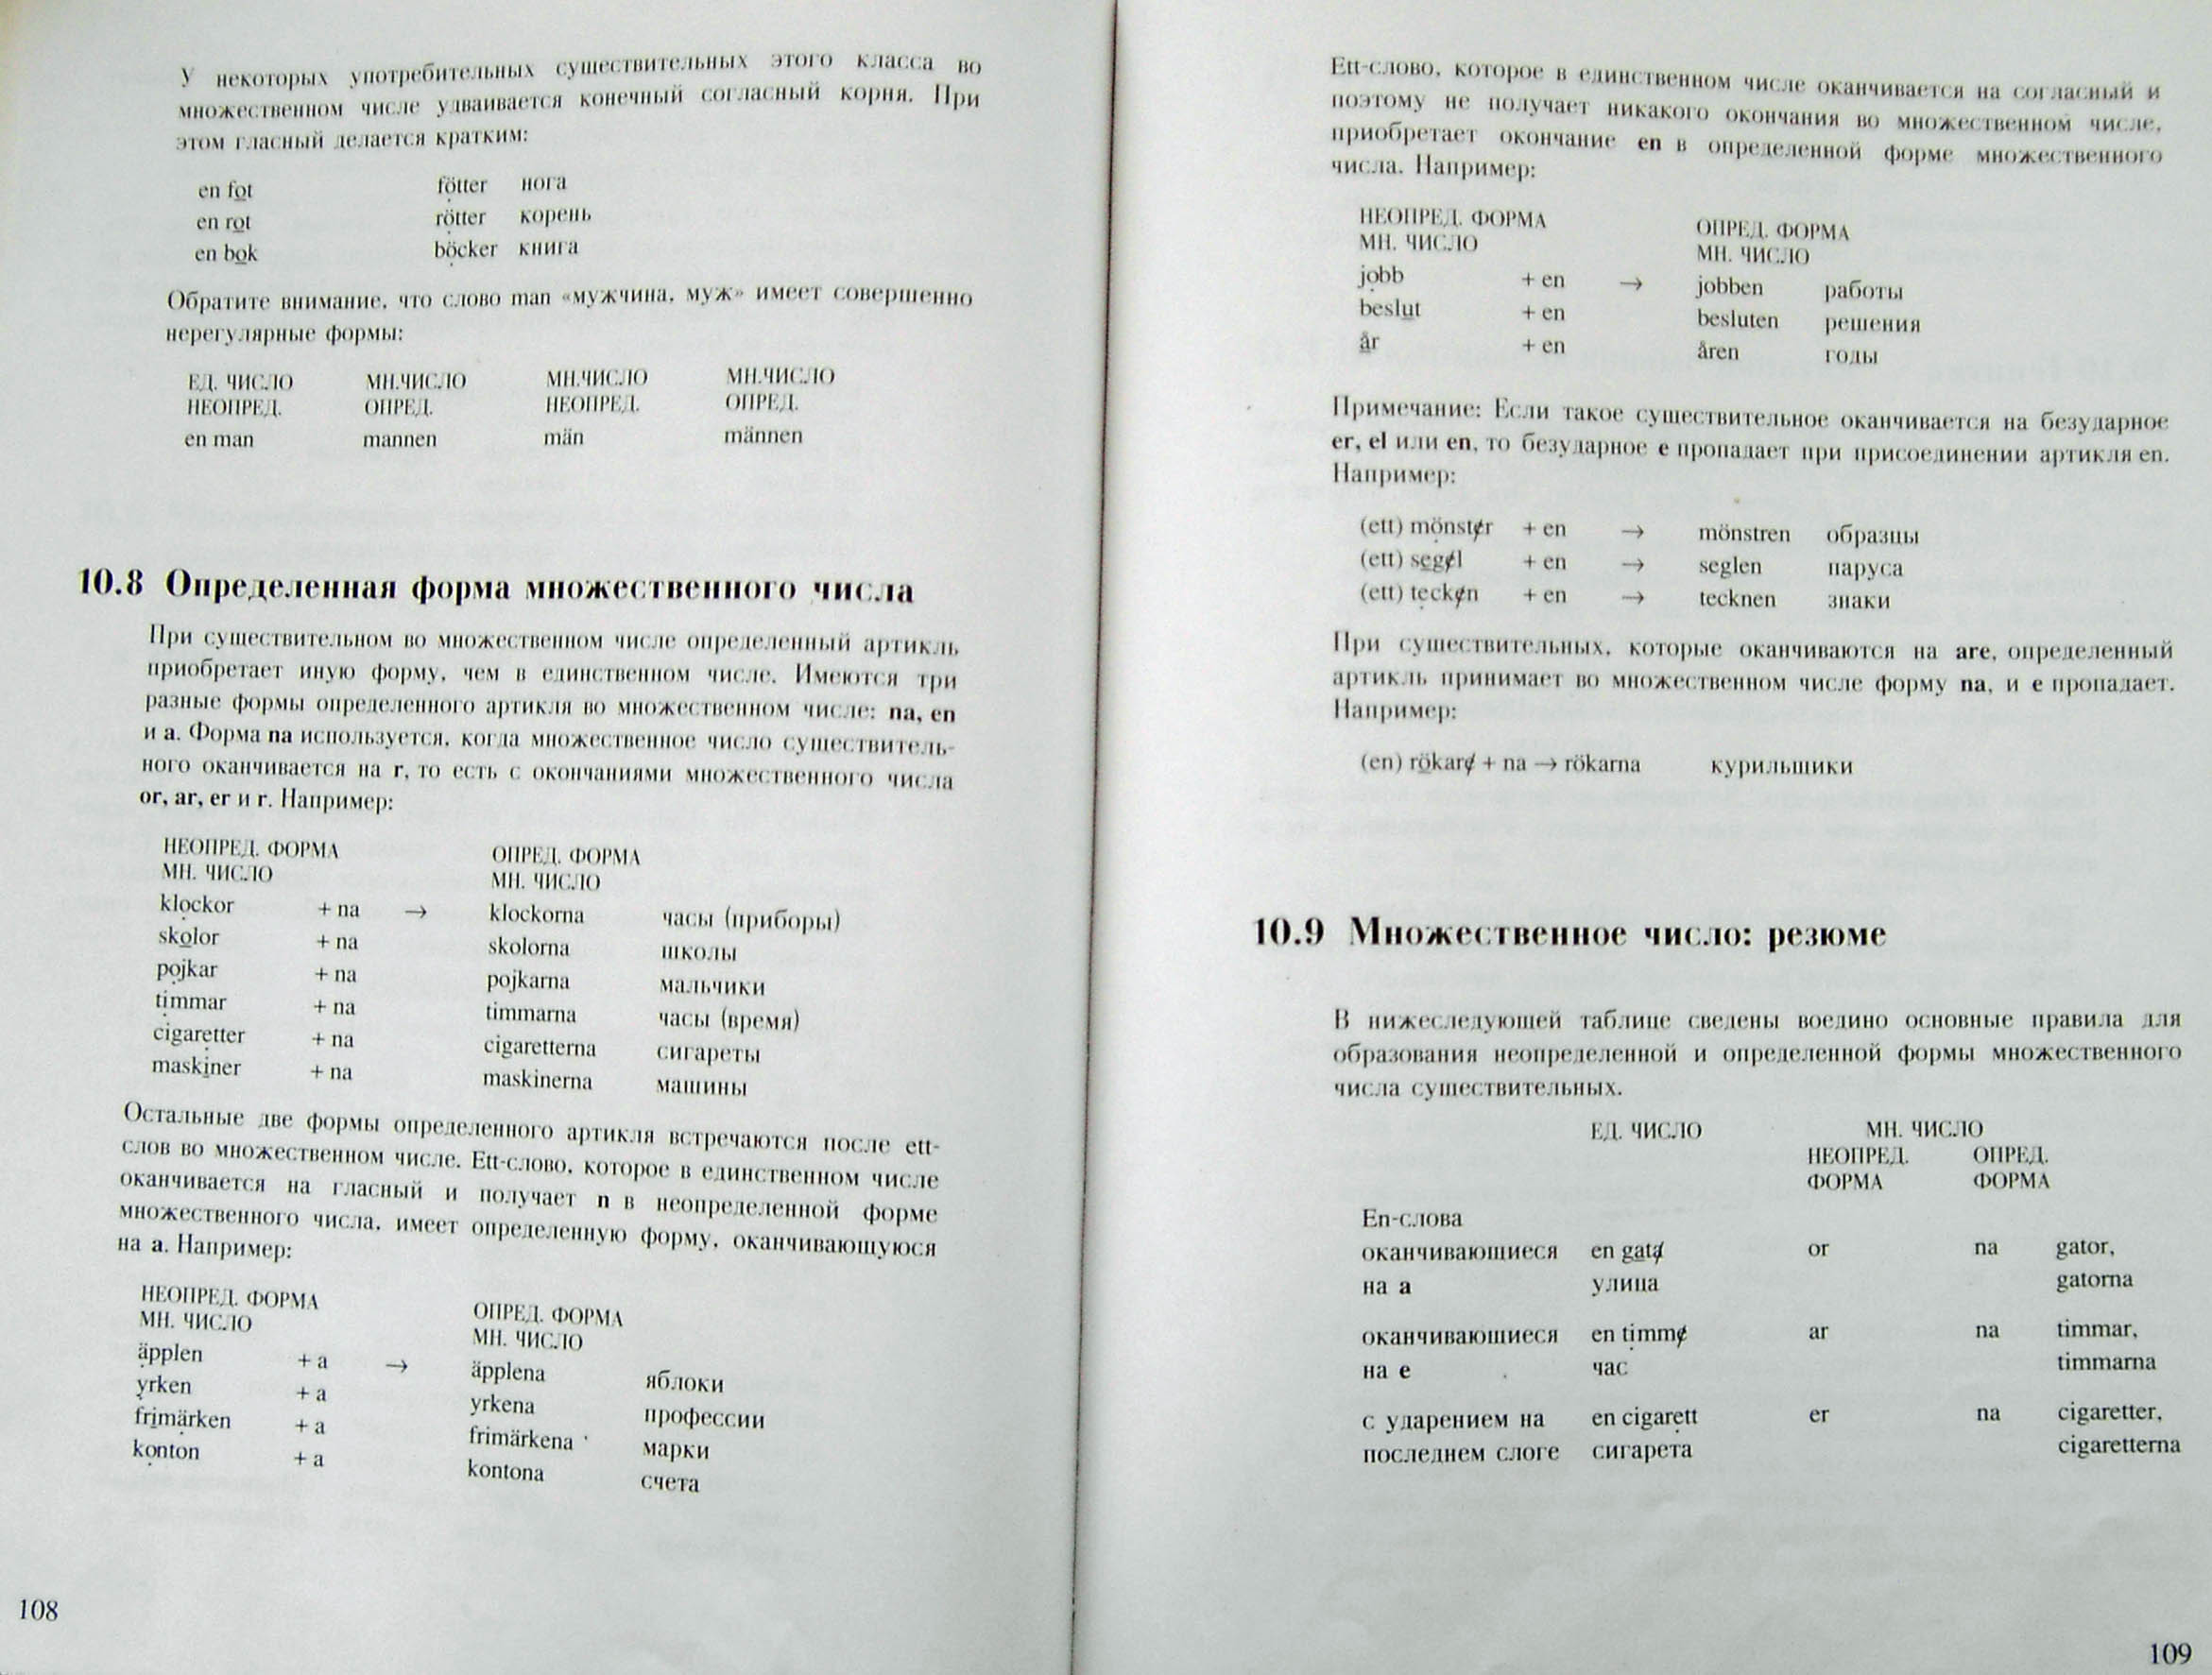 У некоторых употребительных существительных этого класса во
множественном числе удваивается конечный согласный корня. При
этом гласный делается кратким:
en fot fötter нога
en rot rötter корень
en bok böcker книга
Обратите внимание, что слово man «мужчина, муж» имеет совершенно
нерегулярные формы:
ЕД. ЧИСЛО МН.ЧИСЛО МН.ЧИСЛО МН.ЧИСЛО
НЕОПРЕД. ОПРЕД. НЕОПРЕД. ОПРЕД.
en man mannen män männen
10.8 Определенная форма множественного числа
При существительном во множественном числе определенный артикль
приобретает иную форму, чем в единственном числе. Имеются три
разные формы определенного артикля во множественном числе: na, en
и a. Форма na используется, когда множественное число существитель-
ного оканчивается на r, то есть с окончаниями множественного числа
or, ar, er и r. Например:
НЕОПРЕД. ФОРМА ОПРЕД. ФОРМА
МН. ЧИСЛО МН. ЧИСЛО
klockor + na → klockorna часы (приборы)
skolor + na skolorna школы
pojkar + na pojkarna мальчики
timmar + na timmarna часы (время)
cigaretter + na cigaretterna сигареты
maskiner + na maskinerna машины
Остальные две формы определенного артикля встречаются после ett-
слов во множественном числе. Ett-слово, которое в единственном числе
оканчивается на гласный и получает n в неопределенной форме
множественного числа, имеет определенную форму, оканчивающуюся
на a. Например:
НЕОПРЕД. ФОРМА ОПРЕД. ФОРМА
МН. ЧИСЛО МН. ЧИСЛО
äpplen + a → äpplena яблоки
yrken + a yrkena профессии
frimärken + a frimärkena марки
konton + a kontona счета
108
Ett-слово, которое в единственном числе оканчивается на согласный и
поэтому не получает никакого окончания во множественном числе,
приобретает окончание en в определенной форме множественного
числа. Например:
НЕОПРЕД. ФОРМА ОПРЕД. ФОРМА
МН. ЧИСЛО МН. ЧИСЛО
jobb + en → jobben работы
beslut + en besluten решения
år + en åren годы
Примечание: Если такое существительное оканчивается на безударное
er, el или en, то безударное e пропадает при присоединении артикля en.
Например:
(ett) mönster + en → mönstren образцы
(ett) segel + en → seglen паруса
(ett) tecken + en → tecknen знаки
При существительных, которые оканчиваются на are, определенный
артикль принимает во множественном числе форму na, и e пропадает.
Например:
(en) rökare + na → rökarna курильщики
10.9 Множественное число: резюме
В нижеследующей таблице сведены воедино основные правила для
образования неопределенной и определенной формы множественного
числа существительных.
ЕД. ЧИСЛО МН. ЧИСЛО
НЕОПРЕД. ОПРЕД.
ФОРМА ФОРМА
En-слова
оканчивающиеся en gata or na gator,
на a улица gatorna
оканчивающиеся en timme ar na timmar,
на e час timmarna
с ударением на en cigarett er na cigaretter,
последнем слоге сигарета cigaretterna
109